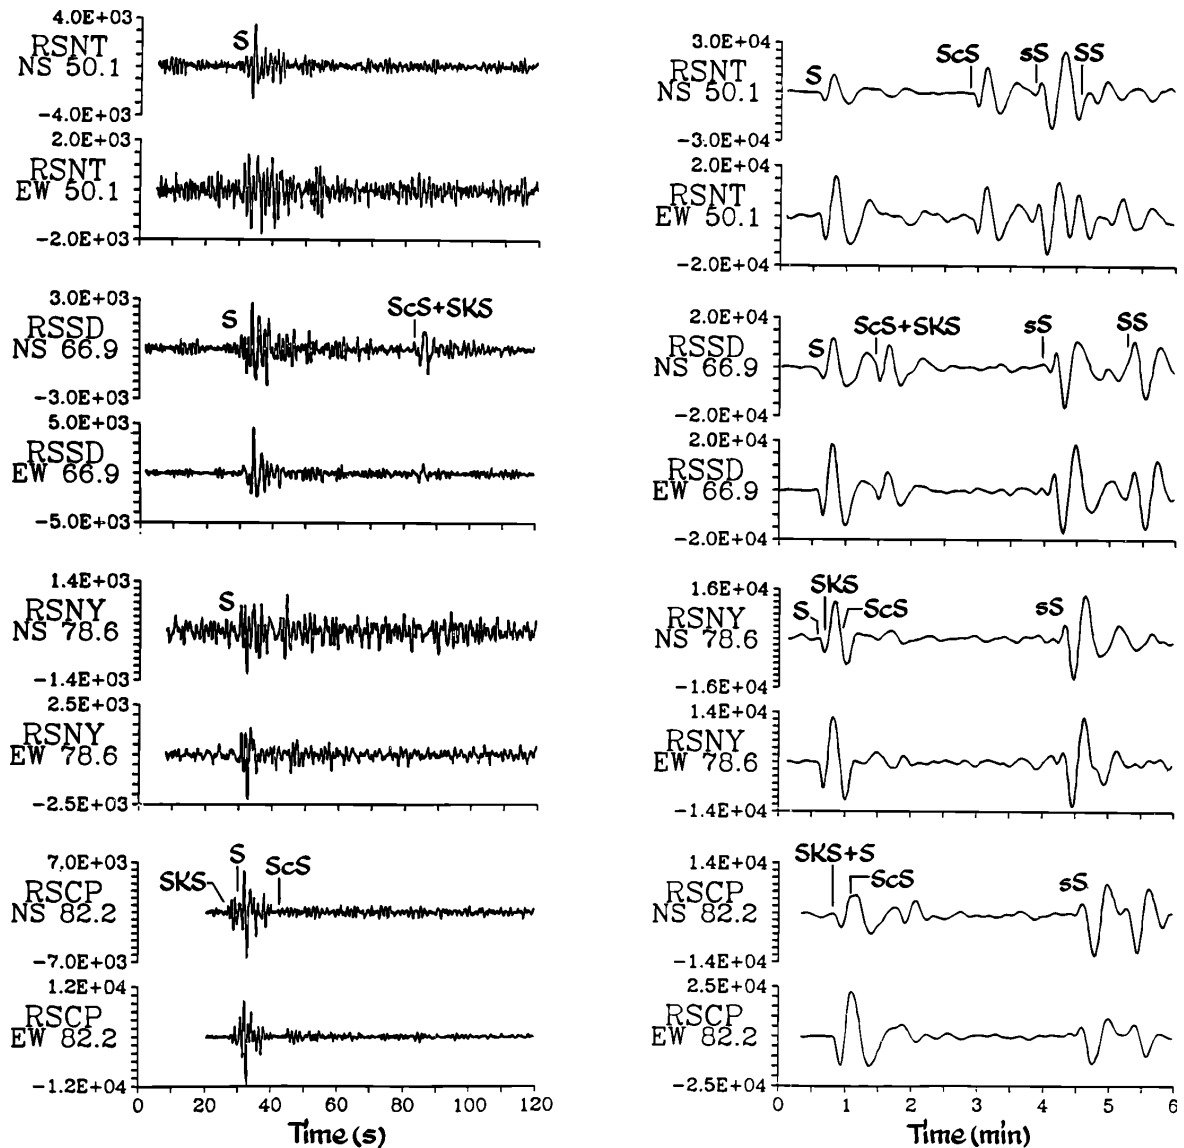 4.0E+03
RSNT
NS 50.1
-4.0E+03
S
2.0E+03
RSNT
EW 50.1
-2.0E+03
3.0E+03
RSSD
NS 66.9
-3.0E+03
S
ScS+SKS
5.0E+03
RSSD
EW 66.9
-5.0E+03
1.4E+03
RSNY
NS 78.6
-1.4E+03
S
2.5E+03
RSNY
EW 78.6
-2.5E+03
7.0E+03
RSCP
NS 82.2
-7.0E+03
SKS
S
ScS
1.2E+04
RSCP
EW 82.2
-1.2E+04
0 20 40 60 80 100 120
Time (s)
3.0E+04
RSNT
NS 50.1
-3.0E+04
S
ScS
sS
SS
2.0E+04
RSNT
EW 50.1
-2.0E+04
2.0E+04
RSSD
NS 66.9
-2.0E+04
S
ScS+SKS
sS
SS
2.0E+04
RSSD
EW 66.9
-2.0E+04
1.6E+04
RSNY
NS 78.6
-1.6E+04
S
SKS
ScS
sS
1.4E+04
RSNY
EW 78.6
-1.4E+04
1.4E+04
RSCP
NS 82.2
-1.4E+04
SKS+S
ScS
sS
2.5E+04
RSCP
EW 82.2
-2.5E+04
0 1 2 3 4 5 6
Time (min)